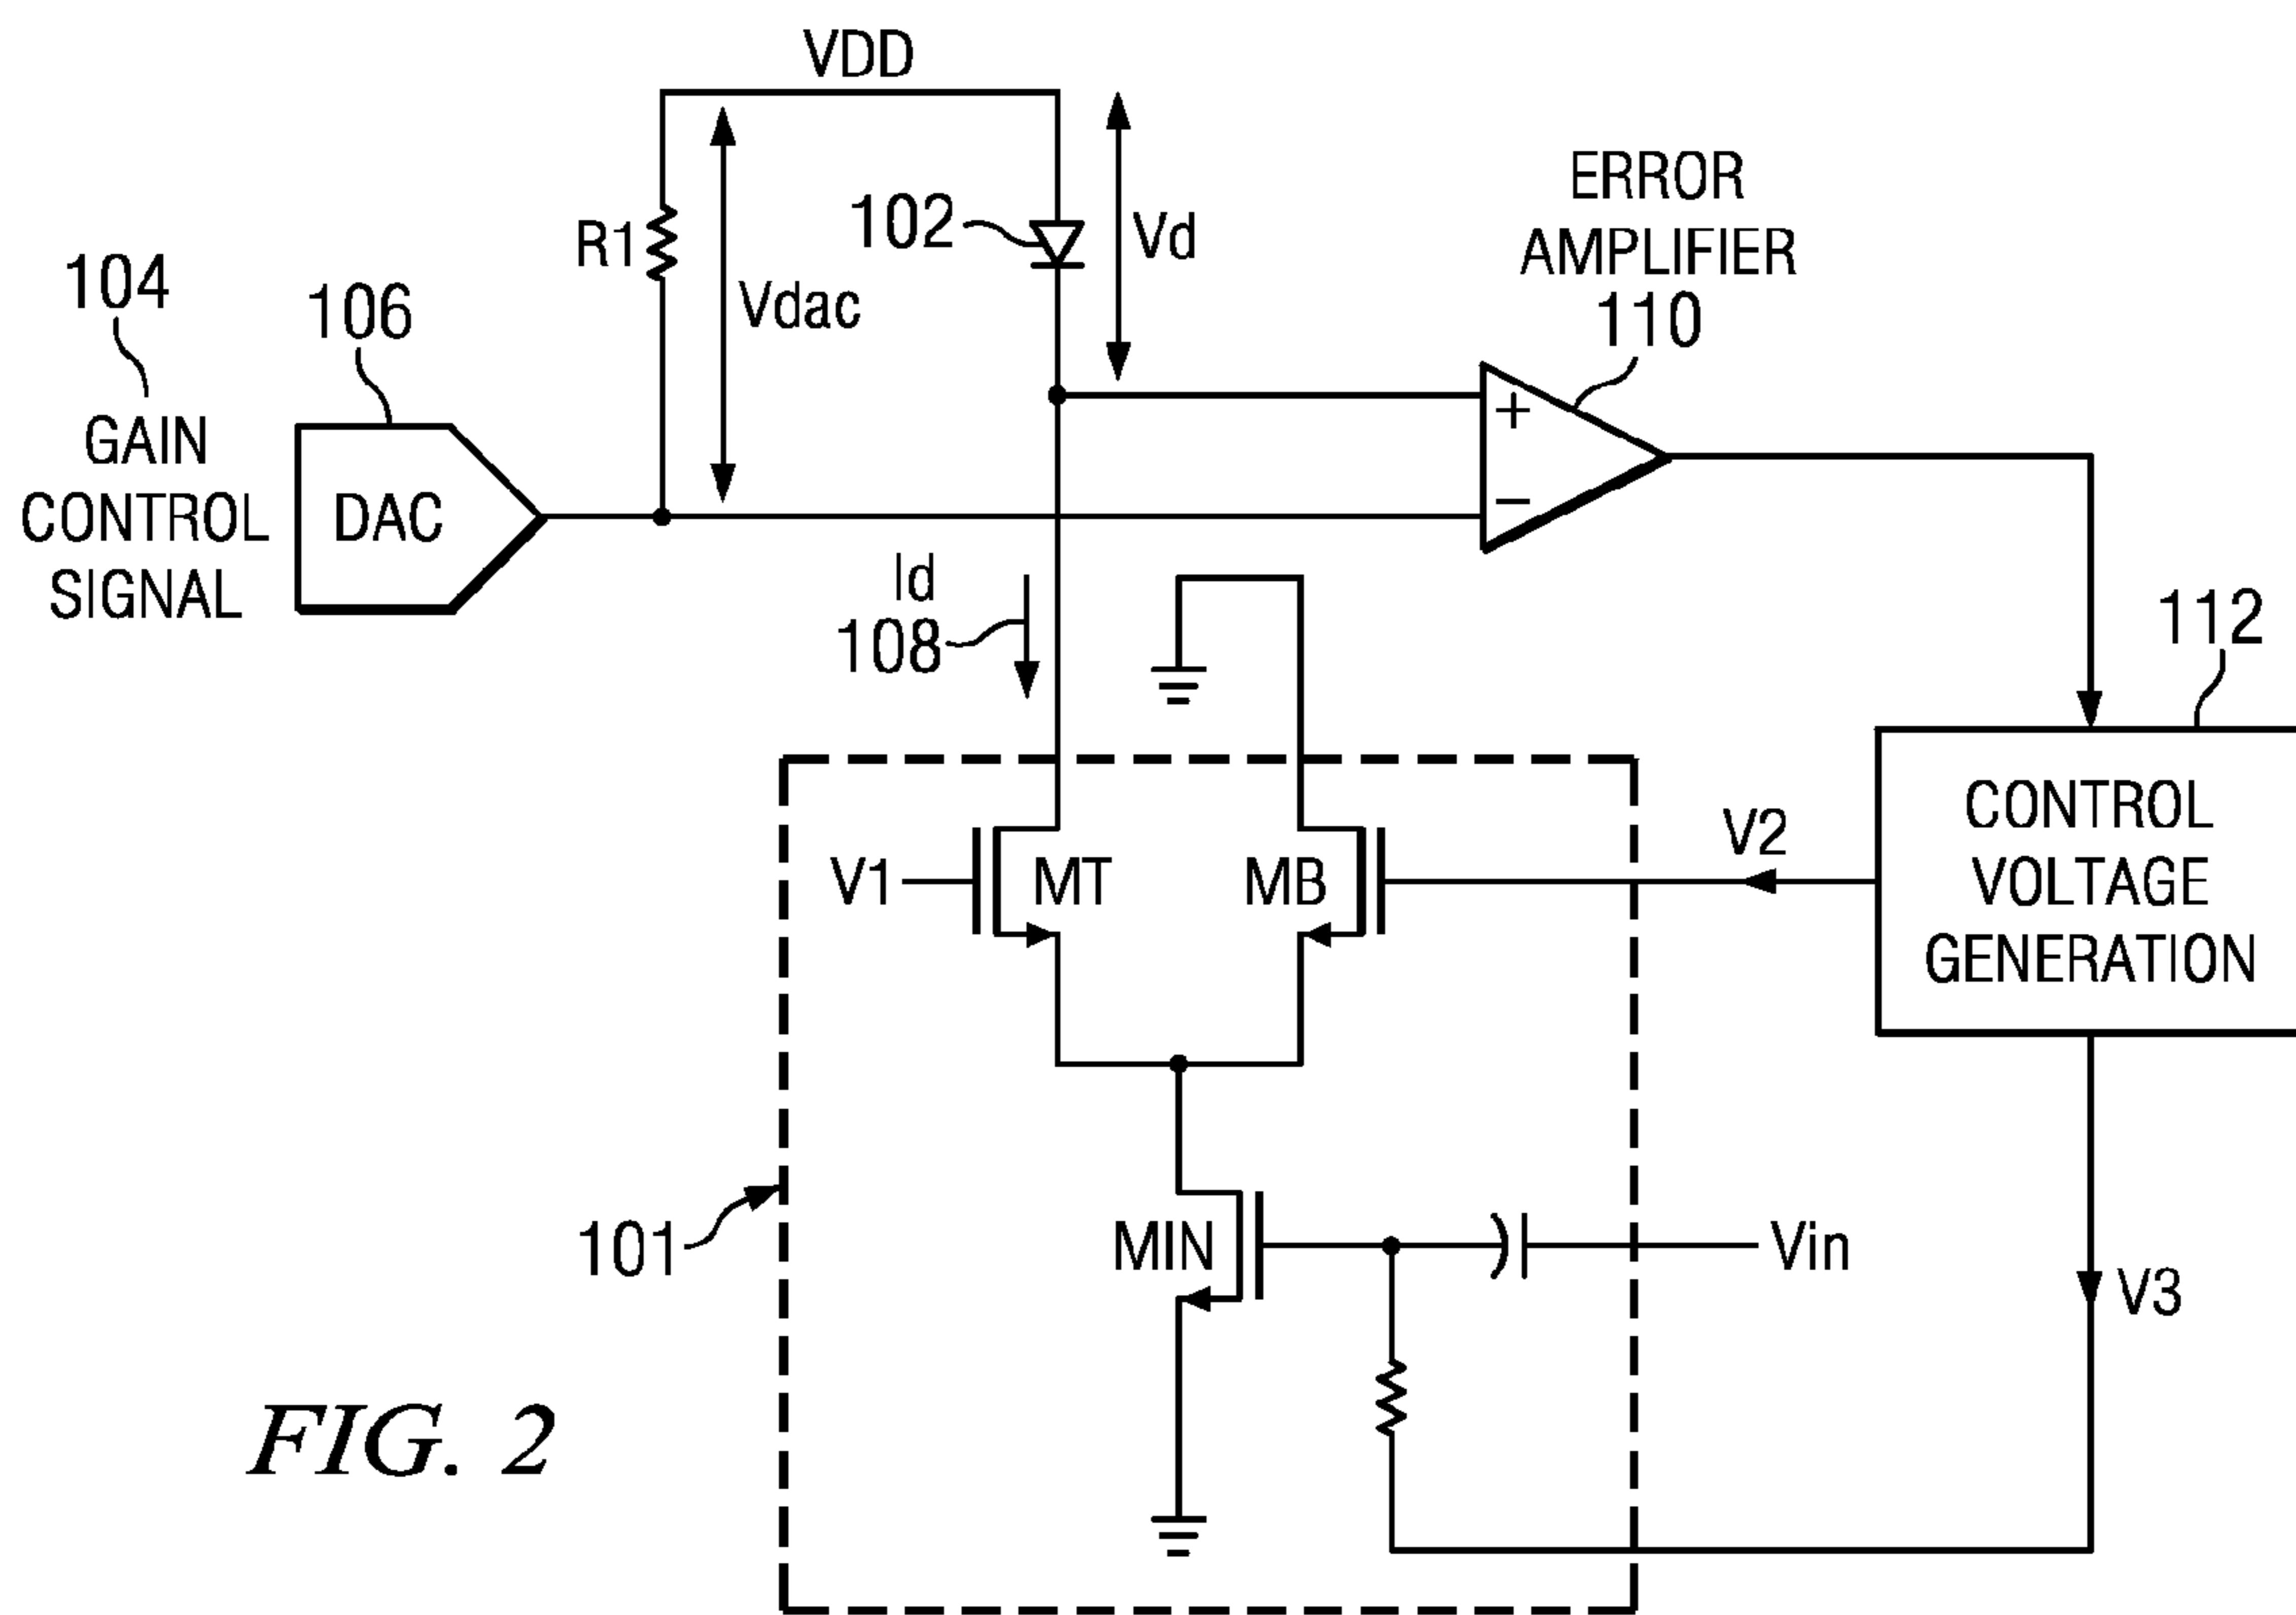 VDD
R1
Vdac
102
Vd
ERROR
AMPLIFIER
110
104
GAIN
CONTROL
SIGNAL
106
DAC
+
−
Id
108
112
CONTROL
VOLTAGE
GENERATION
V1
MT
MB
V2
101
MIN
Vin
V3
FIG. 2